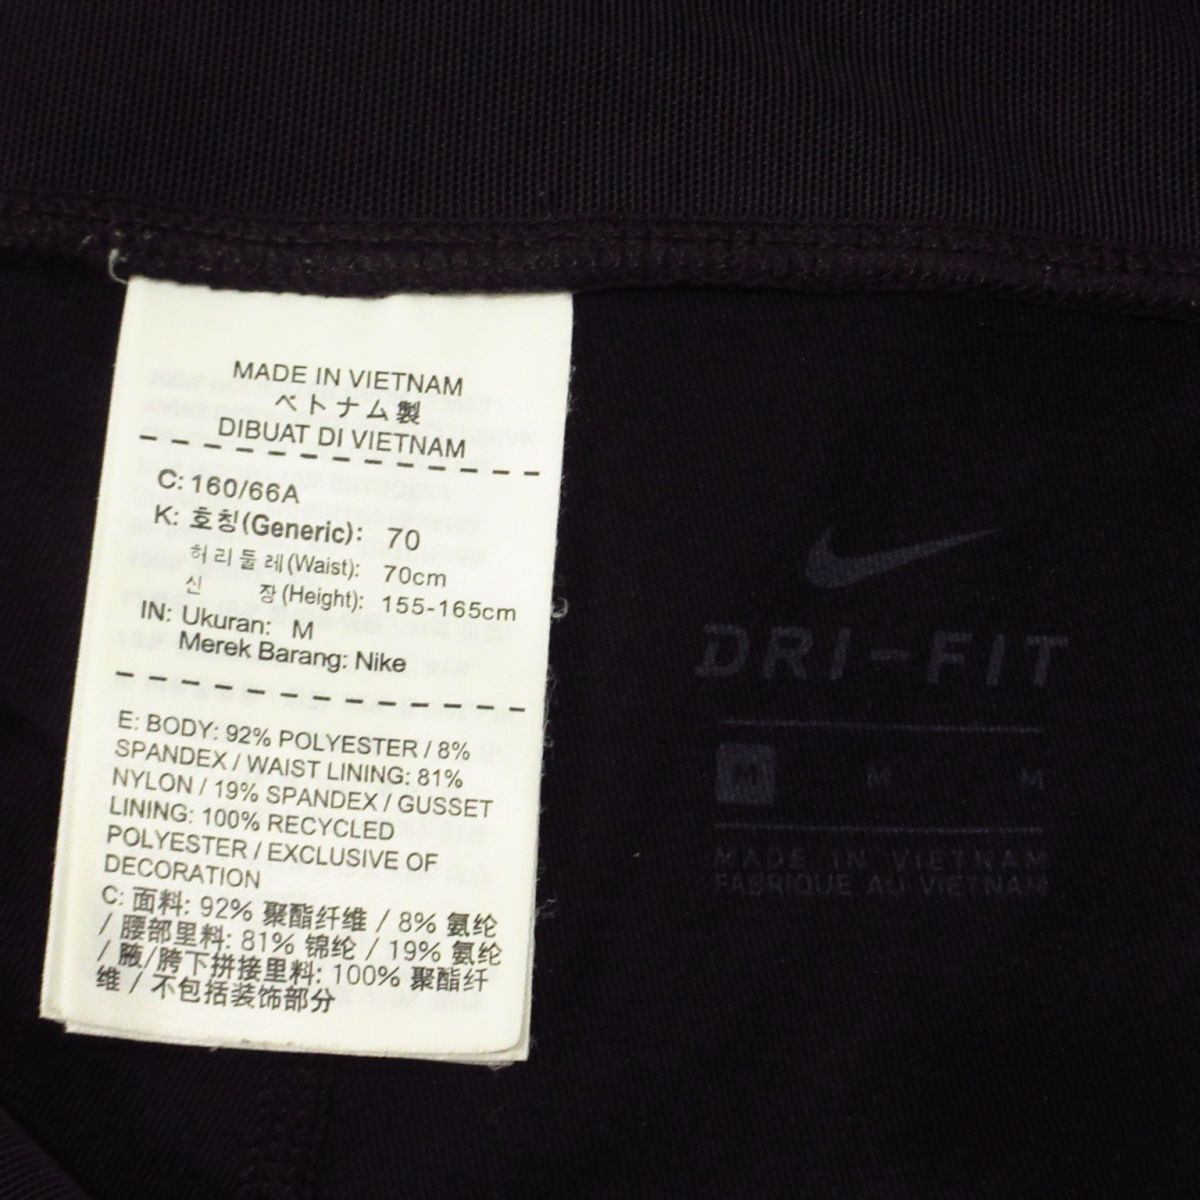 MADE IN VIETNAM
ベトナム製
DIBUAT DI VIETNAM
C: 160/66A
K: 호칭(Generic): 70
허리둘레(Waist): 70cm
신 장(Height): 155-165cm
IN: Ukuran: M
Merek Barang: Nike
E: BODY: 92% POLYESTER / 8%
SPANDEX / WAIST LINING: 81%
NYLON / 19% SPANDEX / GUSSET
LINING: 100% RECYCLED
POLYESTER / EXCLUSIVE OF
DECORATION
C: 面料: 92% 聚酯纤维 / 8% 氨纶
/ 腰部里料: 81% 锦纶 / 19% 氨纶
/ 腋/胯下拼接里料: 100% 聚酯纤
维 / 不包括装饰部分
DRI-FIT
M M M
MADE IN VIETNAM
FABRIQUE AU VIETNAM